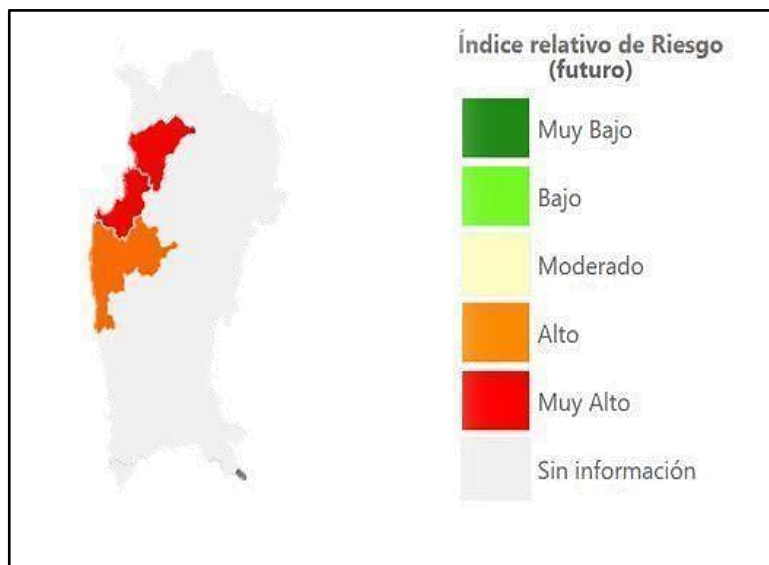 Índice relativo de Riesgo
(futuro)
Muy Bajo
Bajo
Moderado
Alto
Muy Alto
Sin información